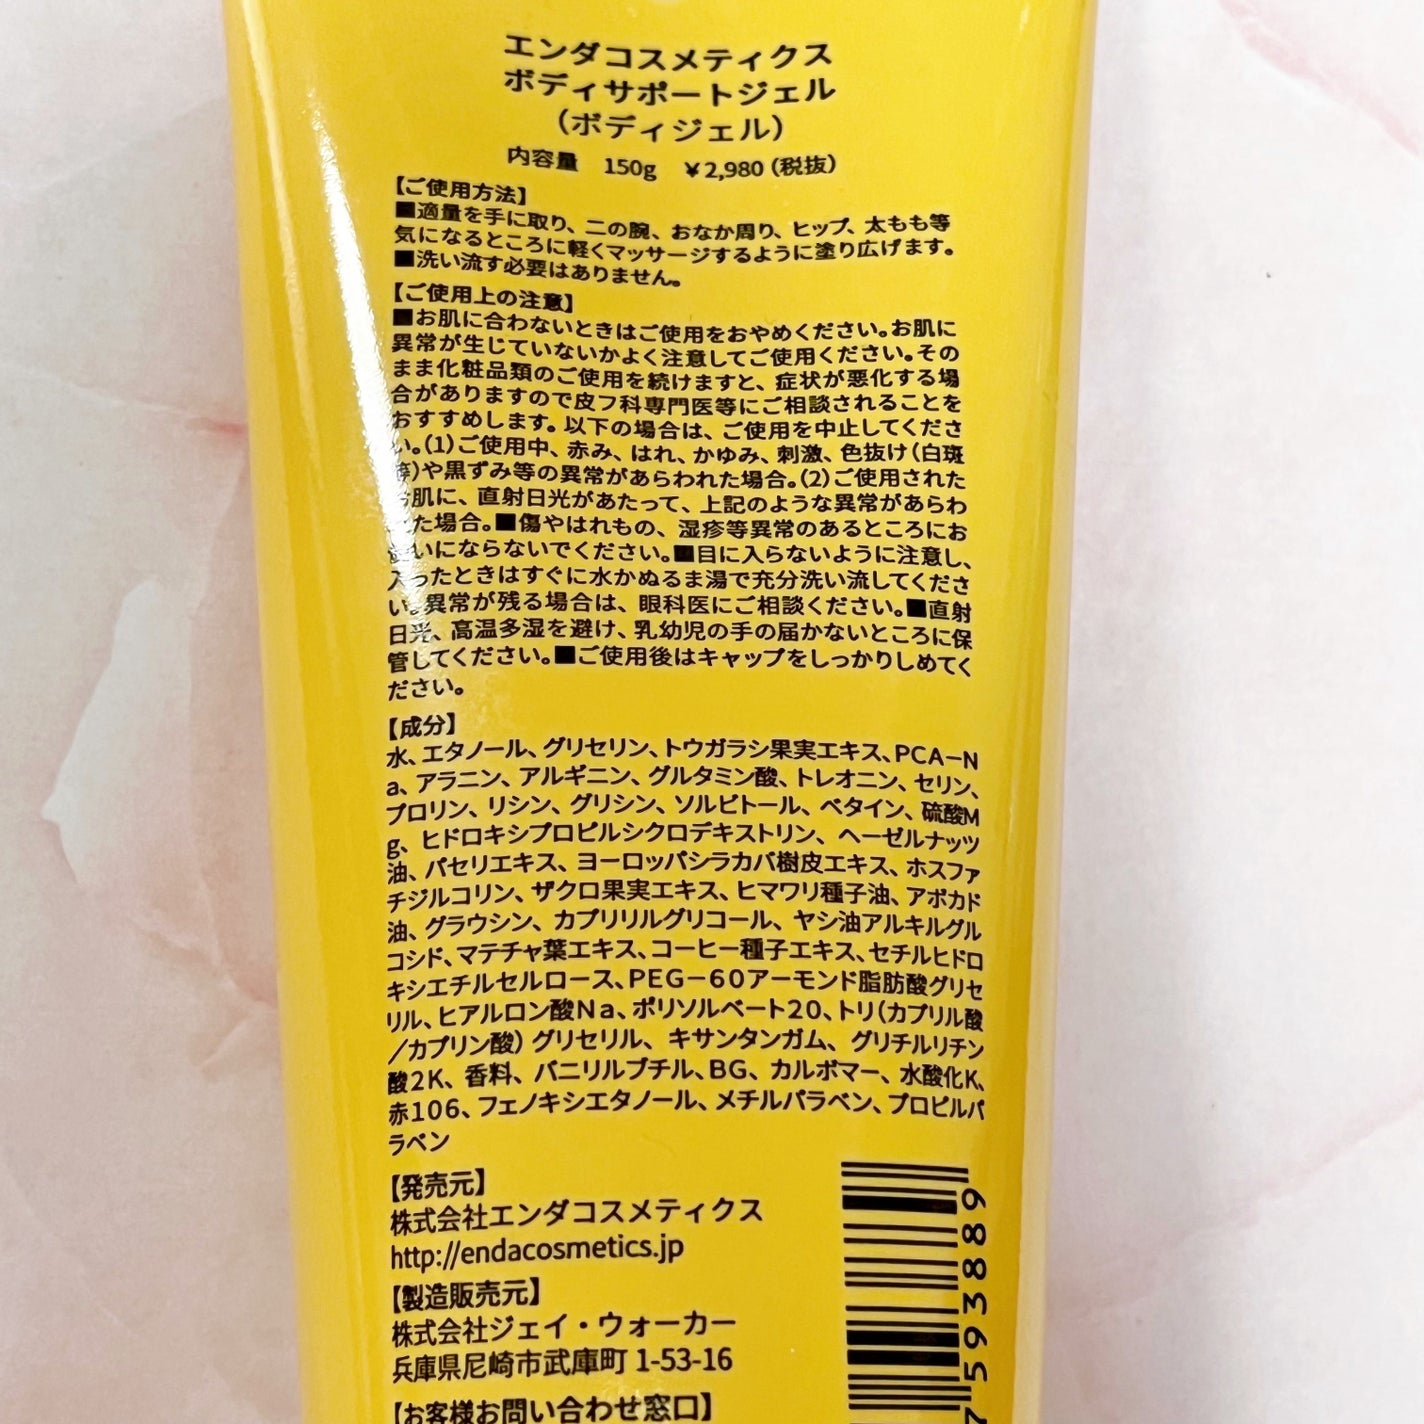 エンダコスメティクス
ボディサポートジェル
（ボディジェル）
内容量　150g　¥2,980（税抜）
【ご使用方法】
■適量を手に取り、二の腕、おなか周り、ヒップ、太もも等
気になるところに軽くマッサージするように塗り広げます。
■洗い流す必要はありません。
【ご使用上の注意】
■お肌に合わないときはご使用をおやめください。お肌に
異常が生じていないかよく注意してご使用ください。その
まま化粧品類のご使用を続けますと、症状が悪化する場
合がありますので皮フ科専門医等にご相談されることを
おすすめします。以下の場合は、ご使用を中止してくださ
い。（1）ご使用中、赤み、はれ、かゆみ、刺激、色抜け（白斑
等）や黒ずみ等の異常があらわれた場合。（2）ご使用された
お肌に、直射日光があたって、上記のような異常があらわ
れた場合。■傷やはれもの、湿疹等異常のあるところにお
使いにならないでください。■目に入らないように注意し、
入ったときはすぐに水かぬるま湯で充分洗い流してくださ
い。異常が残る場合は、眼科医にご相談ください。■直射
日光、高温多湿を避け、乳幼児の手の届かないところに保
管してください。■ご使用後はキャップをしっかりしめてく
ださい。
【成分】
水、エタノール、グリセリン、トウガラシ果実エキス、PCA－N
a、アラニン、アルギニン、グルタミン酸、トレオニン、セリン、
プロリン、リシン、グリシン、ソルビトール、ベタイン、硫酸M
g、ヒドロキシプロピルシクロデキストリン、ヘーゼルナッツ
油、パセリエキス、ヨーロッパシラカバ樹皮エキス、ホスファ
チジルコリン、ザクロ果実エキス、ヒマワリ種子油、アボカド
油、グラウシン、カプリリルグリコール、ヤシ油アルキルグル
コシド、マテチャ葉エキス、コーヒー種子エキス、セチルヒドロ
キシエチルセルロース、PEG－60アーモンド脂肪酸グリセ
リル、ヒアルロン酸Na、ポリソルベート20、トリ（カプリル酸
／カプリン酸）グリセリル、キサンタンガム、グリチルリチン
酸2K、香料、バニリルブチル、BG、カルボマー、水酸化K、
赤106、フェノキシエタノール、メチルパラベン、プロピルパ
ラベン
【発売元】
株式会社エンダコスメティクス
http://endacosmetics.jp
【製造販売元】
株式会社ジェイ・ウォーカー
兵庫県尼崎市武庫町 1-53-16
【お客様お問い合わせ窓口】
7593889